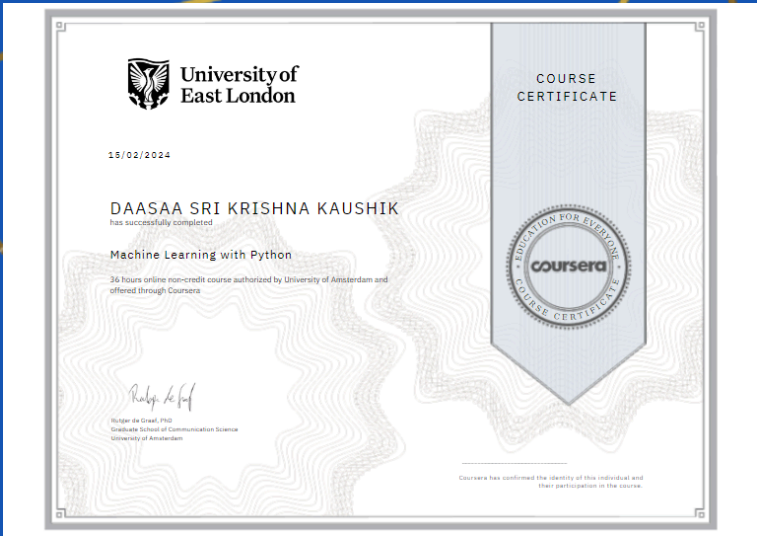 University of
East London
COURSE
CERTIFICATE
15/02/2024
DAASAA SRI KRISHNA KAUSHIK
has successfully completed
Machine Learning with Python
36 hours online non-credit course authorized by University of Amsterdam and
offered through Coursera
EDUCATION FOR EVERYONE
coursera
COURSE CERTIFICATE
Rutger de Graaf, PhD
Graduate School of Communication Science
University of Amsterdam
Coursera has confirmed the identity of this individual and
their participation in the course.